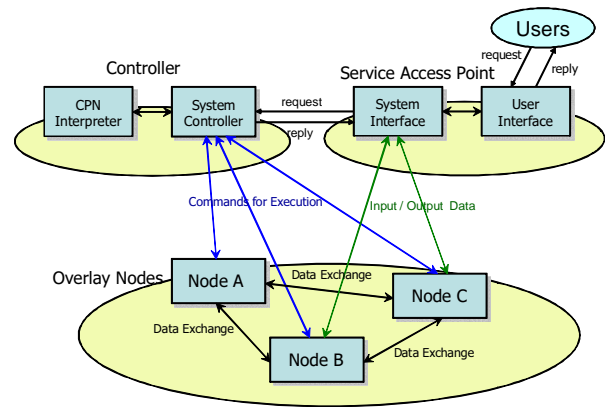 Users
request
reply
Controller
Service Access Point
CPN
Interpreter
System
Controller
request
reply
System
Interface
User
Interface
Commands for Execution
Input / Output Data
Overlay Nodes
Node A
Data Exchange
Node C
Data Exchange
Node B
Data Exchange